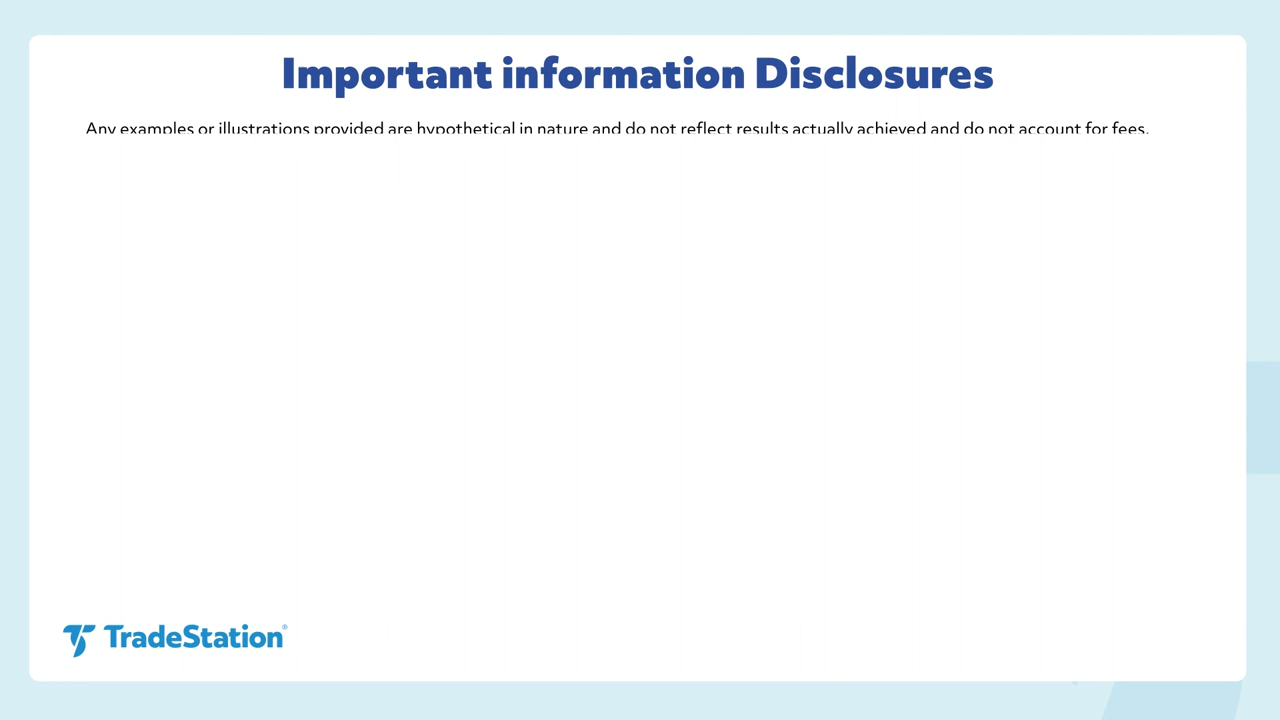 Important information Disclosures
Any examples or illustrations provided are hypothetical in nature and do not reflect results actually achieved and do not account for fees,
TradeStation®